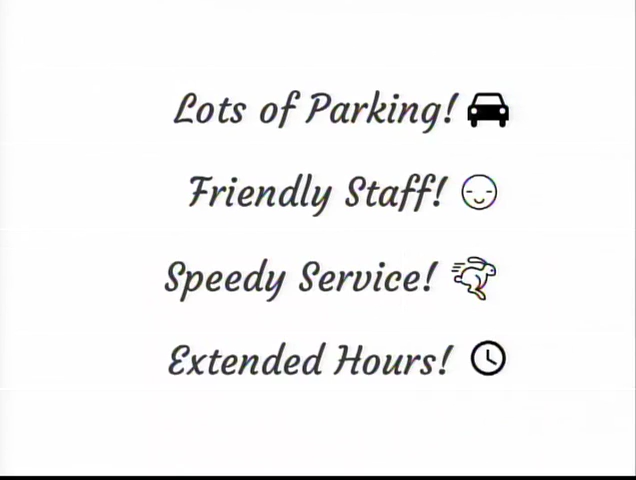 Lots of Parking!
Friendly Staff!
Speedy Service!
Extended Hours!